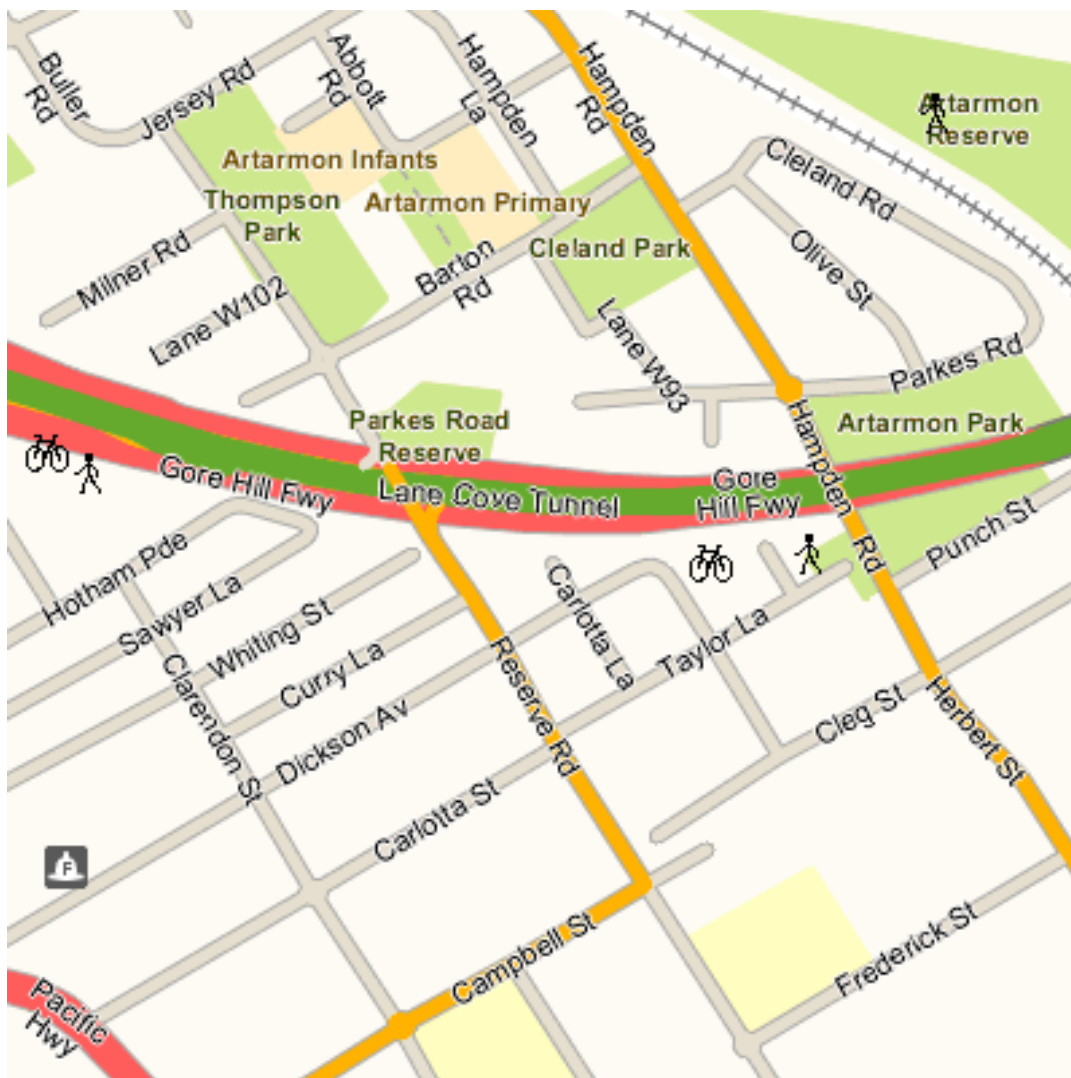 Buller
Rd
Jersey Rd
Abbott
Rd
Hampden
La
Hampden
Rd
Artarmon
Reserve
Artarmon Infants
Thompson
Park
Artarmon Primary
Cleland Rd
Cleland Park
Olive St
Milner Rd
Barton
Rd
Lane W102
Lane W93
Parkes Rd
Parkes Road
Reserve
Artarmon Park
Hampden
Rd
Gore Hill Fwy
Lane Cove Tunnel
Gore
Hill Fwy
Punch St
Hotham Pde
Sawyer La
Whiting St
Carlotta La
Taylor La
Curry La
Clarendon St
Reserve Rd
Cleg St
Herbert St
Dickson Av
Carlotta St
F
Campbell St
Frederick St
Pacific
Hwy